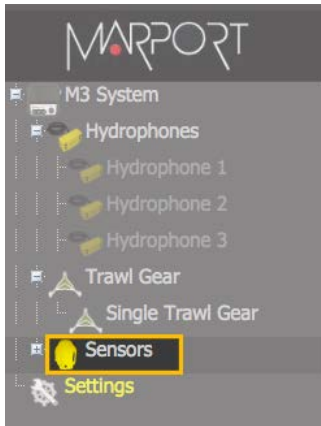 MARPORT
M3 System
Hydrophones
Hydrophone 1
Hydrophone 2
Hydrophone 3
Trawl Gear
Single Trawl Gear
Sensors
Settings